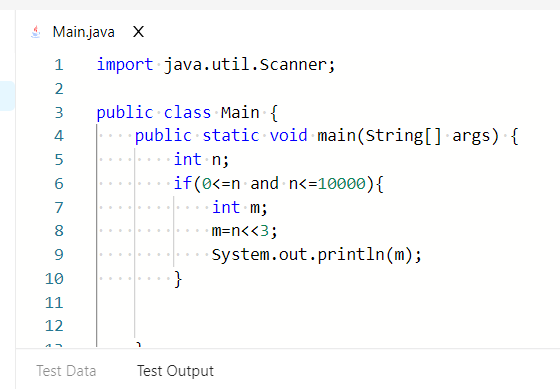 Main.java X
1 import java.util.Scanner;
2
3 public class Main {
4 public static void main(String[] args) {
5 int n;
6 if(0<=n and n<=10000){
7 int m;
8 m=n<<3;
9 System.out.println(m);
10 }
11
12
Test Data Test Output